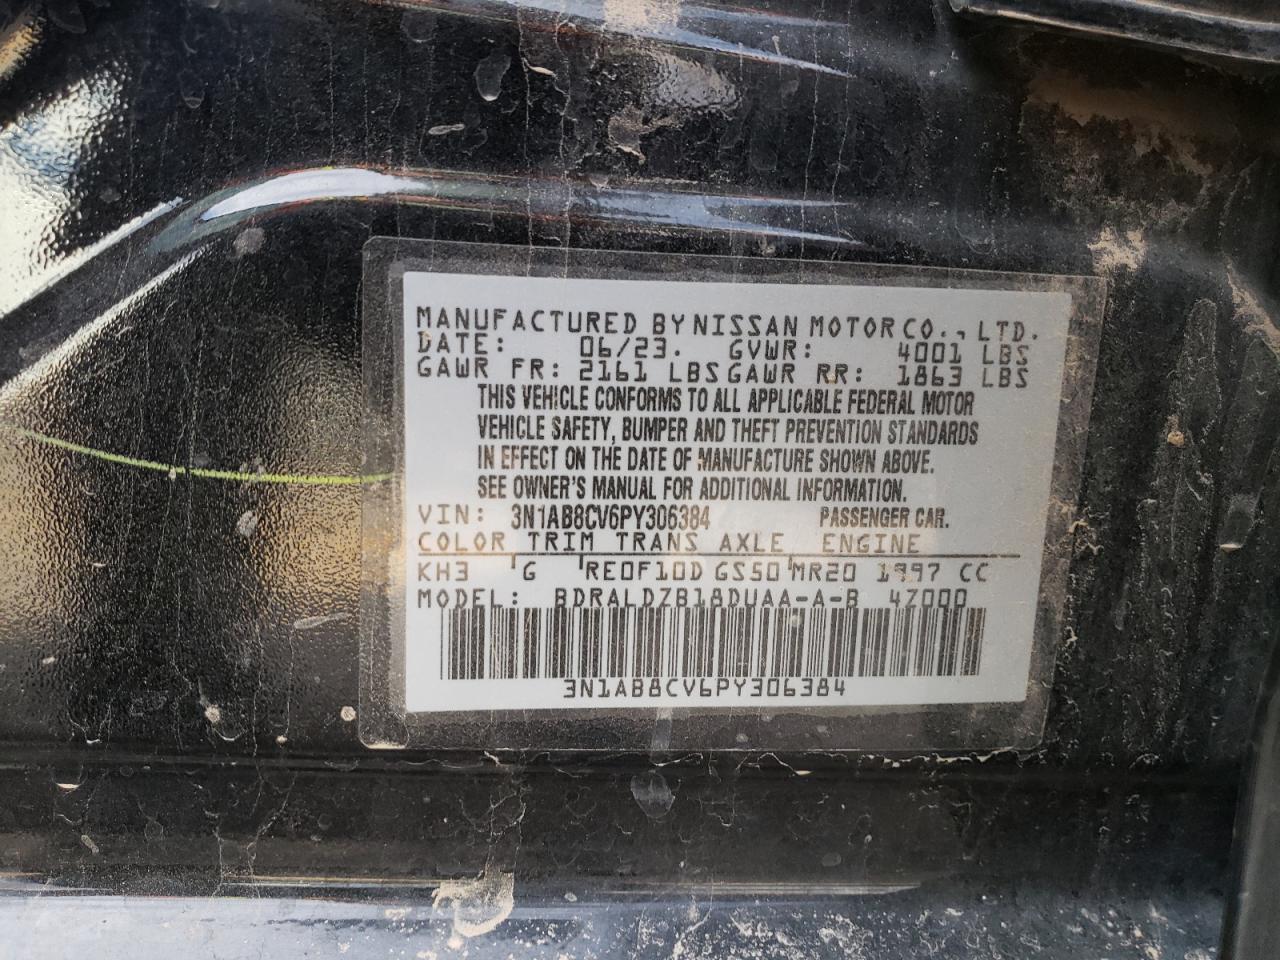 MANUFACTURED BY NISSAN MOTOR CO., LTD.
DATE: 06/23. GVWR: 4001 LBS
GAWR FR: 2161 LBS GAWR RR: 1863 LBS
THIS VEHICLE CONFORMS TO ALL APPLICABLE FEDERAL MOTOR
VEHICLE SAFETY, BUMPER AND THEFT PREVENTION STANDARDS
IN EFFECT ON THE DATE OF MANUFACTURE SHOWN ABOVE.
SEE OWNER'S MANUAL FOR ADDITIONAL INFORMATION.
VIN: 3N1AB8CV6PY306384 PASSENGER CAR.
COLOR TRIM TRANS AXLE ENGINE
KH3 G RE0F10D GS50 MR20 1997 CC
MODEL: BDRALDZB18DUAA-A-B 47000
3N1AB8CV6PY306384